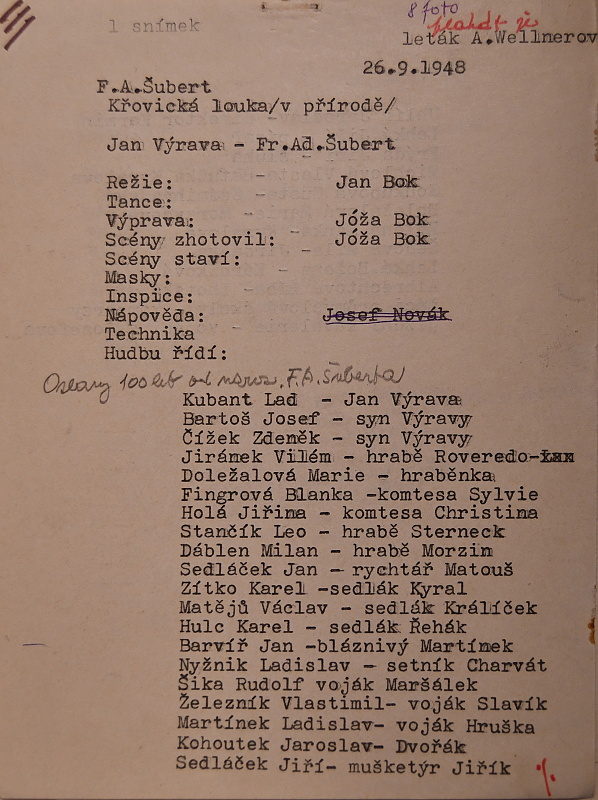 8 foto
1 snímek
leták A.Wellnerov
26.9.1948
F.A.Šubert
Křovická louka/v přírodě/
Jan Výrava - Fr.Ad.Šubert
Režie: - Jan Bok
Tance:
Výprava: - Jóža Bok
Scény zhotovil: - Jóža Bok
Scény staví:
Masky:
Inspice:
Nápověda: Josef Novák
Technika
Hudbu řídí:
Oslavy 100 let od naroz. F.A. Šuberta
Kubant Lad - Jan Výrava
Bartoš Josef - syn Výravy
Čížek Zdeněk - syn Výravy
Jiránek Vilém - hrabě Roveredo-
Doležalová Marie - hraběnka
Fingrová Blanka -komtesa Sylvie
Holá Jiřina - komtesa Christina
Stančík Leo - hrabě Sterneck
Dáblen Milan - hrabě Morzin
Sedláček Jan - rychtář Matouš
Zítko Karel -sedlák Kyral
Matějů Václav - sedlák Králíček
Hulc Karel - sedlák Řehák
Barvíř Jan -bláznivý Martínek
Nyžnik Ladislav - setník Charvát
Šika Rudolf voják Maršálek
Železník Vlastimil- voják Slavík
Martínek Ladislav- voják Hruška
Kohoutek Jaroslav- Dvořák
Sedláček Jiří- mušketýr Jiřík